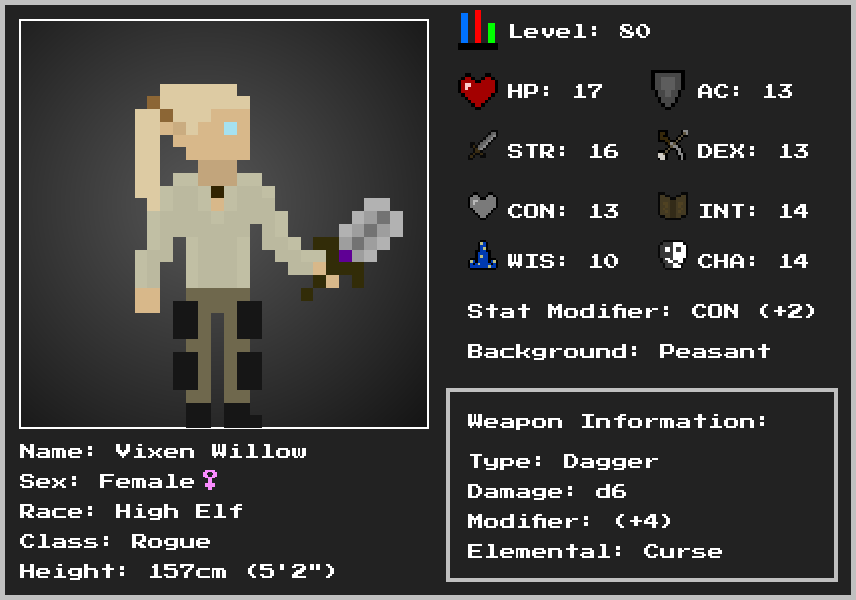 Level: 80
HP: 17
AC: 13
STR: 16
DEX: 13
CON: 13
INT: 14
WIS: 10
CHA: 14
Stat Modifier: CON (+2)
Background: Peasant
Weapon Information:
Type: Dagger
Damage: d6
Modifier: (+4)
Elemental: Curse
Name: Vixen Willow
Sex: Female♀
Race: High Elf
Class: Rogue
Height: 157cm (5'2")